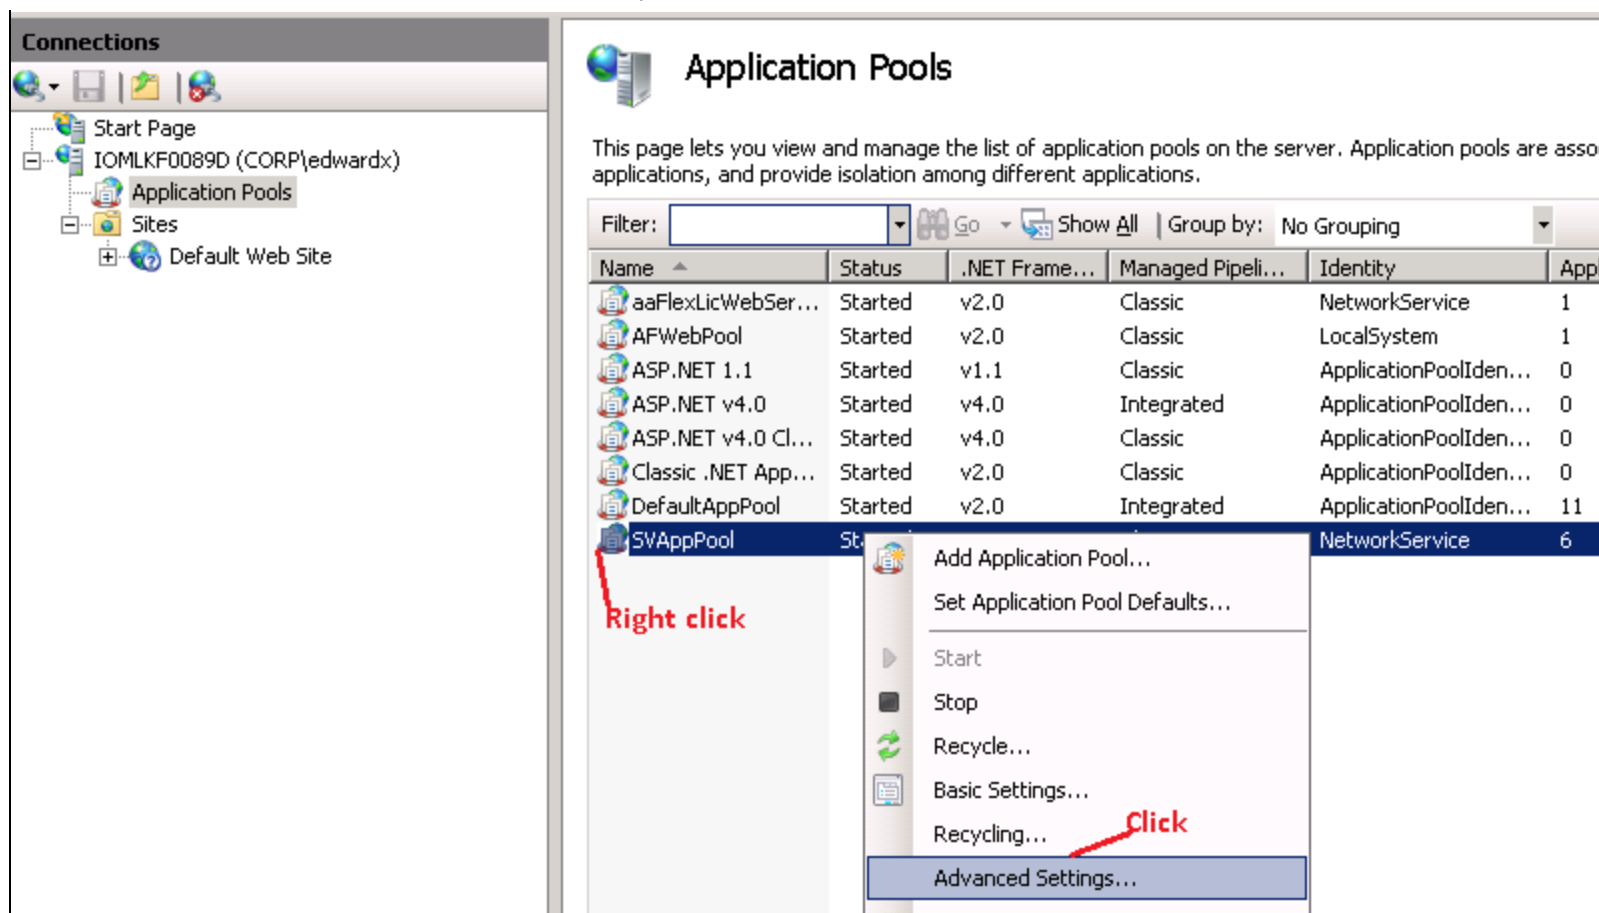 Connections
Start Page
IOMLKF0089D (CORP\edwardx)
Application Pools
Sites
Default Web Site
Application Pools
This page lets you view and manage the list of application pools on the server. Application pools are asso
applications, and provide isolation among different applications.
Filter: Go Show All Group by: No Grouping
Name Status .NET Frame... Managed Pipeli... Identity Appl
aaFlexLicWebSer... Started v2.0 Classic NetworkService 1
AFWebPool Started v2.0 Classic LocalSystem 1
ASP.NET 1.1 Started v1.1 Classic ApplicationPoolIden... 0
ASP.NET v4.0 Started v4.0 Integrated ApplicationPoolIden... 0
ASP.NET v4.0 Cl... Started v4.0 Classic ApplicationPoolIden... 0
Classic .NET App... Started v2.0 Classic ApplicationPoolIden... 0
DefaultAppPool Started v2.0 Integrated ApplicationPoolIden... 11
SVAppPool NetworkService 6
Right click
Add Application Pool...
Set Application Pool Defaults...
Start
Stop
Recycle...
Basic Settings...
Recycling...
Click
Advanced Settings...